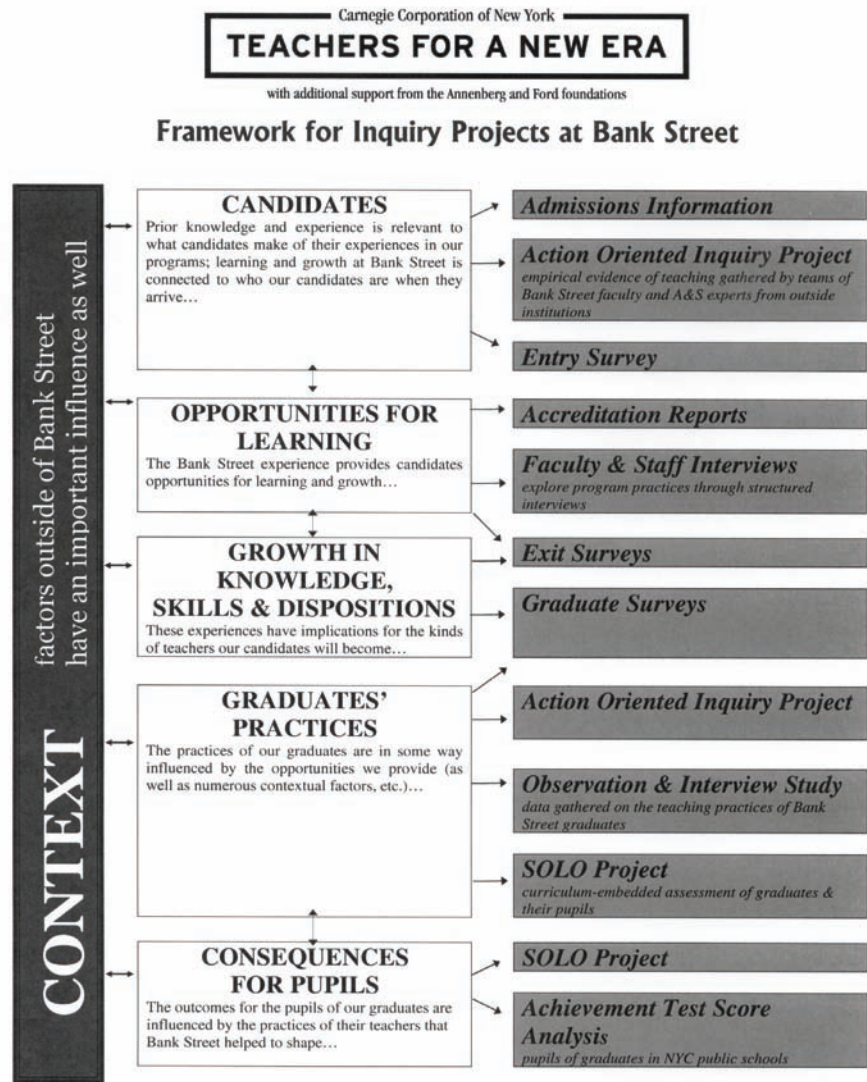 Carnegie Corporation of New York
TEACHERS FOR A NEW ERA
with additional support from the Annenberg and Ford foundations
Framework for Inquiry Projects at Bank Street
CONTEXT
factors outside of Bank Street
have an important influence as well
CANDIDATES
Prior knowledge and experience is relevant to
what candidates make of their experiences in our
programs; learning and growth at Bank Street is
connected to who our candidates are when they
arrive…
Admissions Information
Action Oriented Inquiry Project
empirical evidence of teaching gathered by teams of
Bank Street faculty and A&S experts from outside
institutions
Entry Survey
OPPORTUNITIES FOR
LEARNING
The Bank Street experience provides candidates
opportunities for learning and growth…
Accreditation Reports
Faculty & Staff Interviews
explore program practices through structured
interviews
GROWTH IN
KNOWLEDGE,
SKILLS & DISPOSITIONS
These experiences have implications for the kinds
of teachers our candidates will become…
Exit Surveys
Graduate Surveys
GRADUATES’
PRACTICES
The practices of our graduates are in some way
influenced by the opportunities we provide (as
well as numerous contextual factors, etc.)…
Action Oriented Inquiry Project
Observation & Interview Study
data gathered on the teaching practices of Bank
Street graduates
SOLO Project
curriculum-embedded assessment of graduates &
their pupils
CONSEQUENCES
FOR PUPILS
The outcomes for the pupils of our graduates are
influenced by the practices of their teachers that
Bank Street helped to shape…
SOLO Project
Achievement Test Score
Analysis
pupils of graduates in NYC public schools